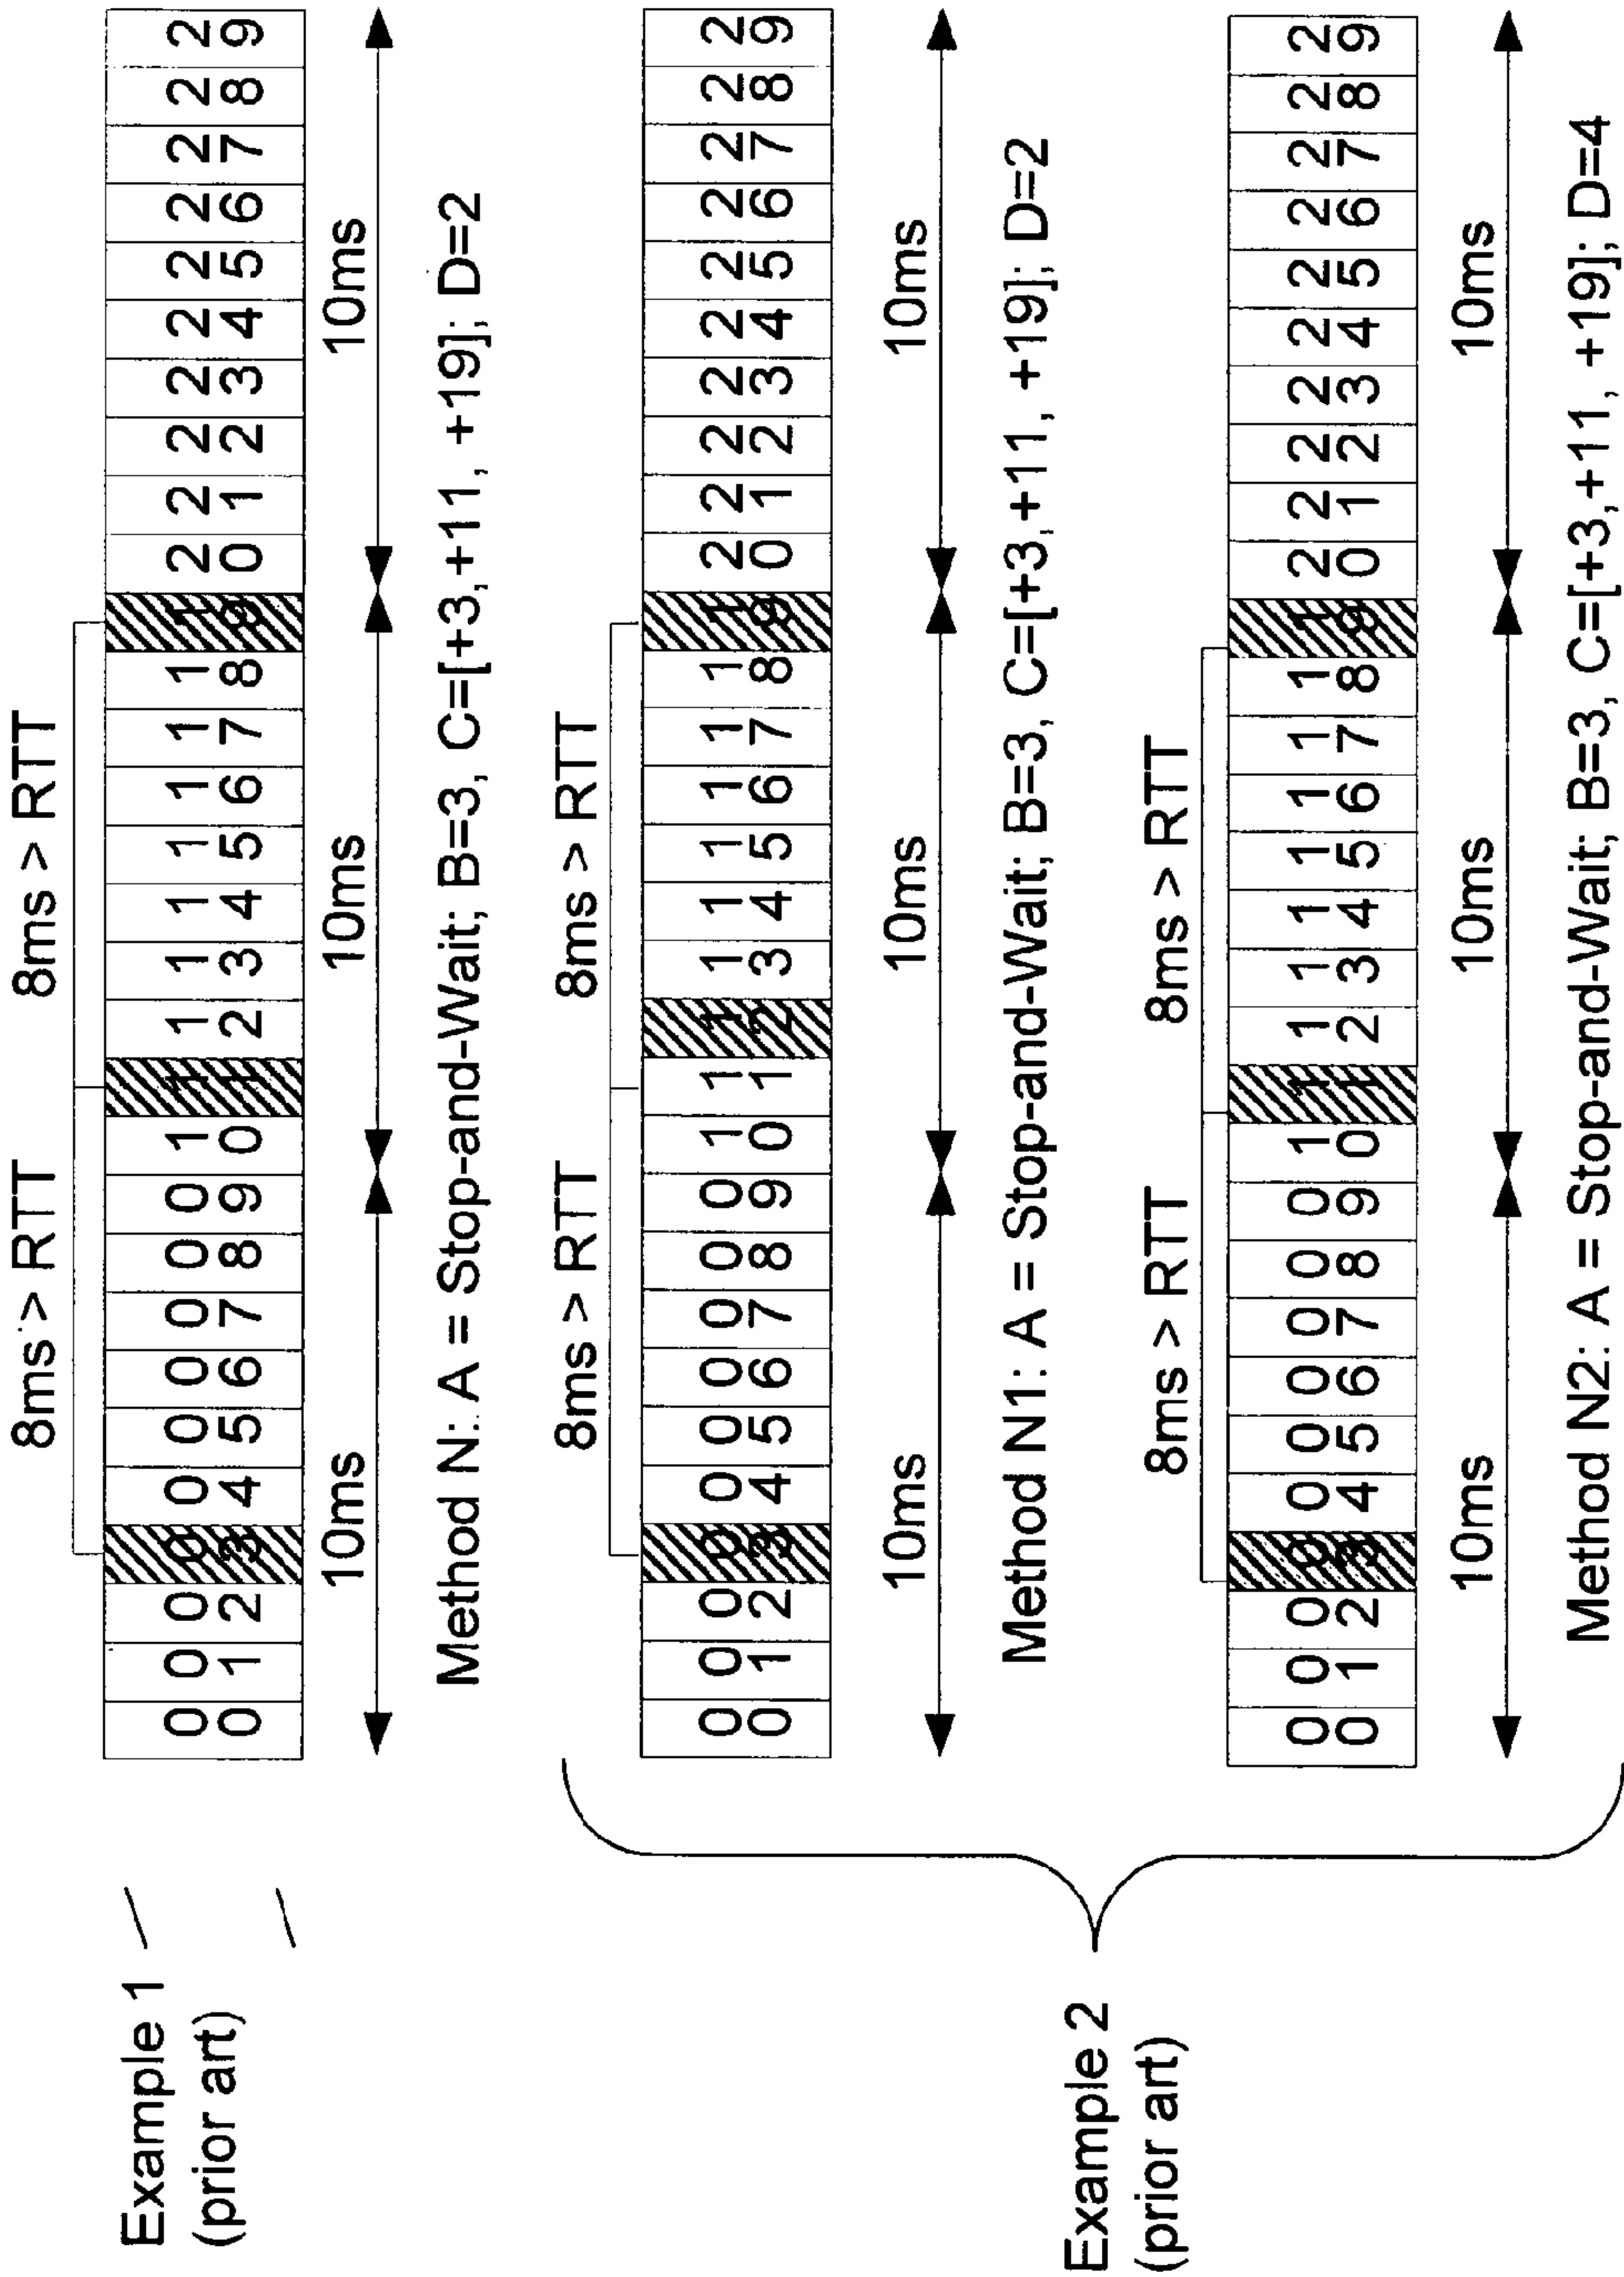 Example 1
(prior art)
8ms > RTT 8ms > RTT
00 01 02 03 04 05 06 07 08 09 10 11 12 13 14 15 16 17 18 19 20 21 22 23 24 25 26 27 28 29
10ms 10ms 10ms
Method N: A = Stop-and-Wait; B=3, C=[+3,+11, +19]; D=2
Example 2
(prior art)
8ms > RTT 8ms > RTT
00 01 02 03 04 05 06 07 08 09 10 11 12 13 14 15 16 17 18 19 20 21 22 23 24 25 26 27 28 29
10ms 10ms 10ms
Method N1: A = Stop-and-Wait; B=3, C=[+3,+11, +19]; D=2
8ms > RTT 8ms > RTT
00 01 02 03 04 05 06 07 08 09 10 11 12 13 14 15 16 17 18 19 20 21 22 23 24 25 26 27 28 29
10ms 10ms 10ms
Method N2: A = Stop-and-Wait; B=3, C=[+3,+11, +19]; D=4